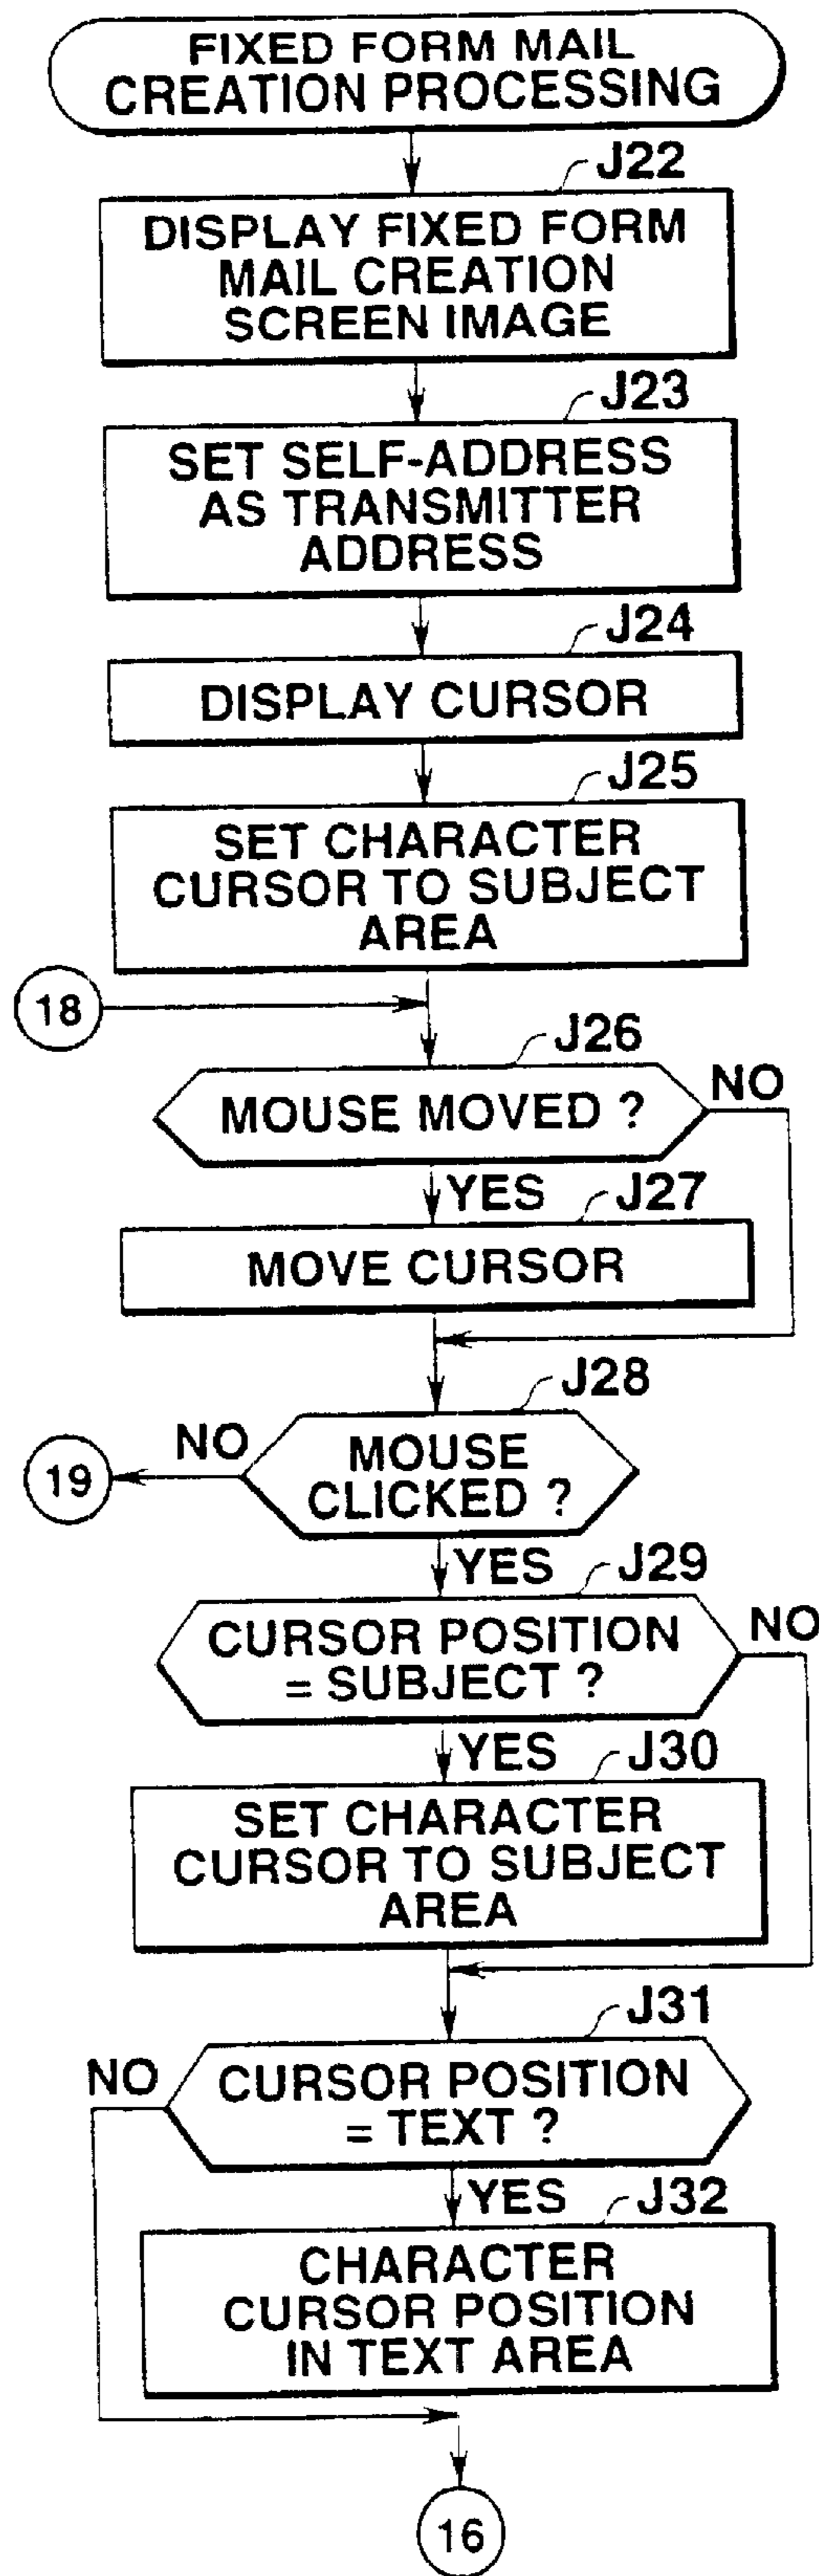 FIXED FORM MAIL
CREATION PROCESSING
J22
DISPLAY FIXED FORM
MAIL CREATION
SCREEN IMAGE
J23
SET SELF-ADDRESS
AS TRANSMITTER
ADDRESS
J24
DISPLAY CURSOR
J25
SET CHARACTER
CURSOR TO SUBJECT
AREA
18
J26
MOUSE MOVED ?
NO
YES
J27
MOVE CURSOR
J28
NO
19
MOUSE
CLICKED ?
YES
J29
CURSOR POSITION
= SUBJECT ?
NO
YES
J30
SET CHARACTER
CURSOR TO SUBJECT
AREA
J31
NO
CURSOR POSITION
= TEXT ?
YES
J32
CHARACTER
CURSOR POSITION
IN TEXT AREA
16